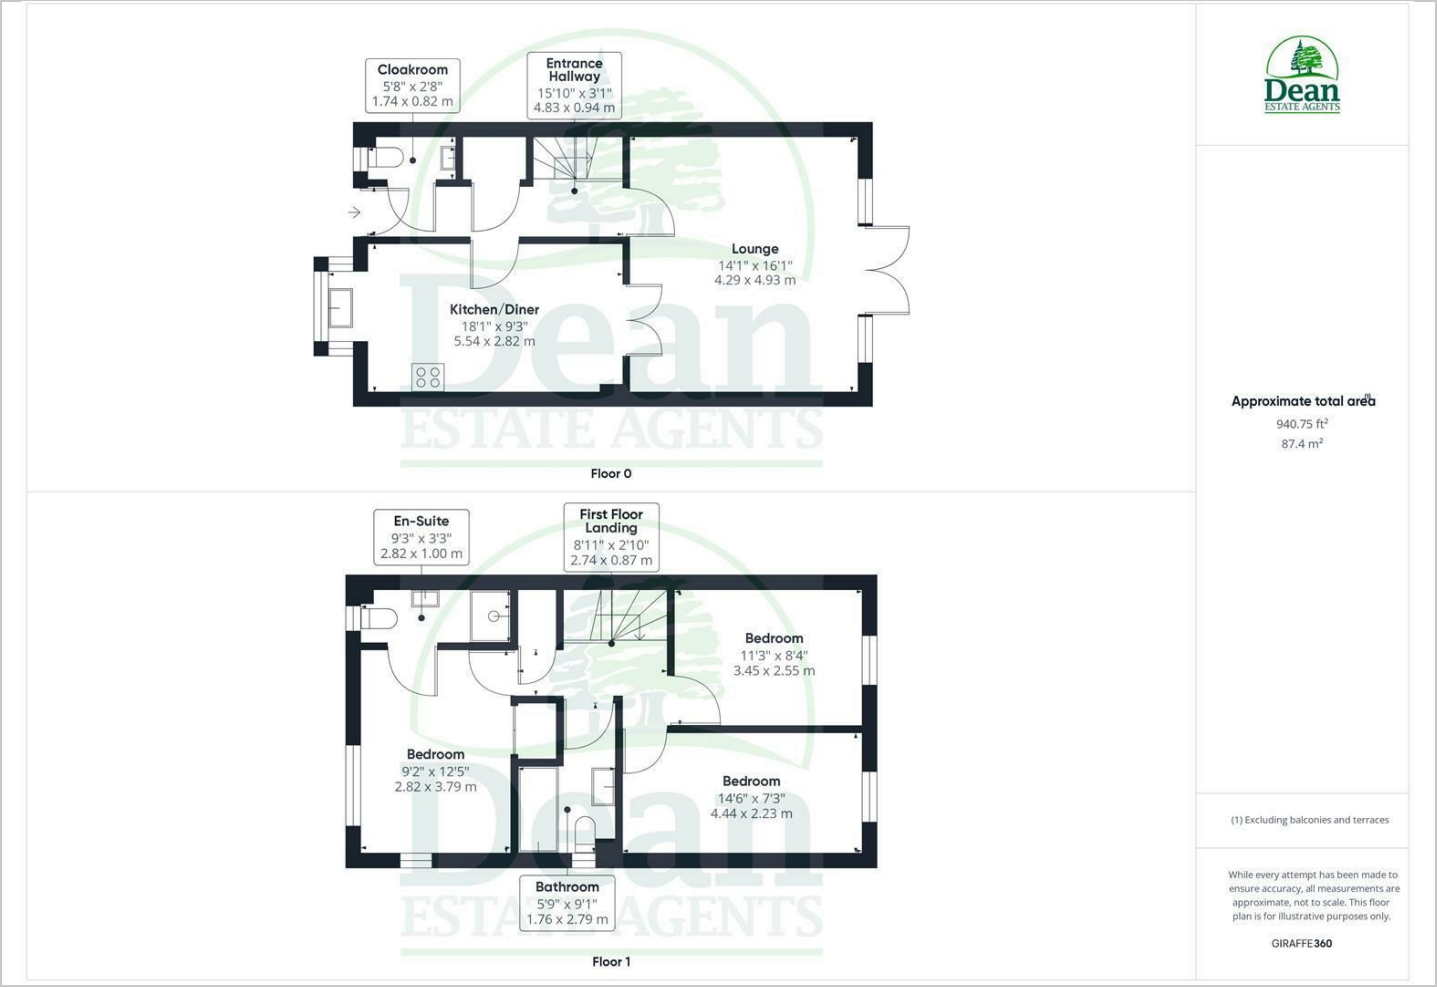 Cloakroom
5'8" x 2'8"
1.74 x 0.82 m
Entrance
Hallway
15'10" x 3'1"
4.83 x 0.94 m
Lounge
14'1" x 16'1"
4.29 x 4.93 m
Kitchen/Diner
18'1" x 9'3"
5.54 x 2.82 m
Dean
ESTATE AGENTS
Floor 0
En-Suite
9'3" x 3'3"
2.82 x 1.00 m
First Floor
Landing
8'11" x 2'10"
2.74 x 0.87 m
Bedroom
11'3" x 8'4"
3.45 x 2.55 m
Bedroom
9'2" x 12'5"
2.82 x 3.79 m
Bedroom
14'6" x 7'3"
4.44 x 2.23 m
Dean
Bathroom
5'9" x 9'1"
1.76 x 2.79 m
ESTATE AGENTS
Floor 1
Dean
ESTATE AGENTS
Approximate total area
940.75 ft²
87.4 m²
(1) Excluding balconies and terraces
While every attempt has been made to
ensure accuracy, all measurements are
approximate, not to scale. This floor
plan is for illustrative purposes only.
GIRAFFE360